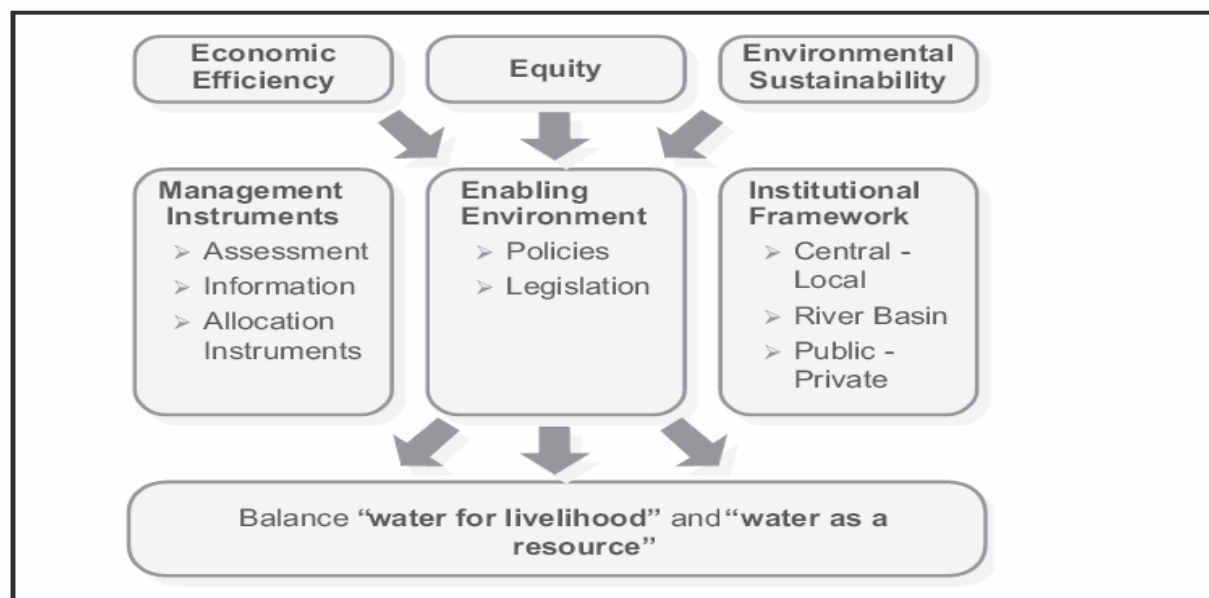 Economic
Efficiency
Equity
Environmental
Sustainability
Management
Instruments
➢ Assessment
➢ Information
➢ Allocation
Instruments
Enabling
Environment
➢ Policies
➢ Legislation
Institutional
Framework
➢ Central -
Local
➢ River Basin
➢ Public -
Private
Balance “water for livelihood” and “water as a
resource”